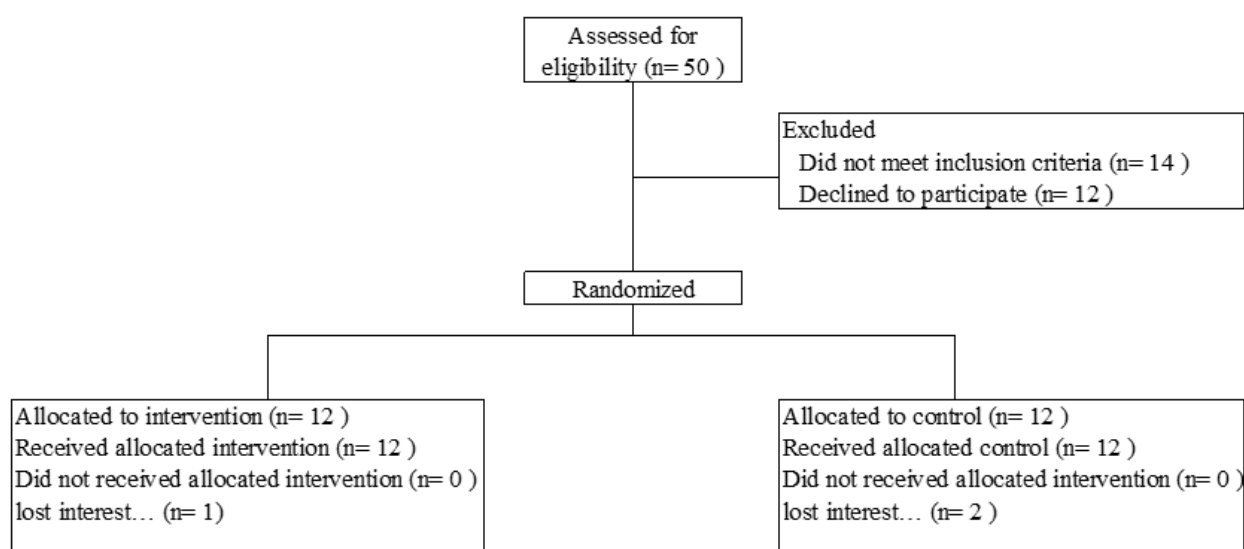 Assessed for
eligibility (n= 50 )
Excluded
Did not meet inclusion criteria (n= 14 )
Declined to participate (n= 12 )
Randomized
Allocated to intervention (n= 12 )
Received allocated intervention (n= 12 )
Did not received allocated intervention (n= 0 )
lost interest… (n= 1)
Allocated to control (n= 12 )
Received allocated control (n= 12 )
Did not received allocated intervention (n= 0 )
lost interest… (n= 2 )